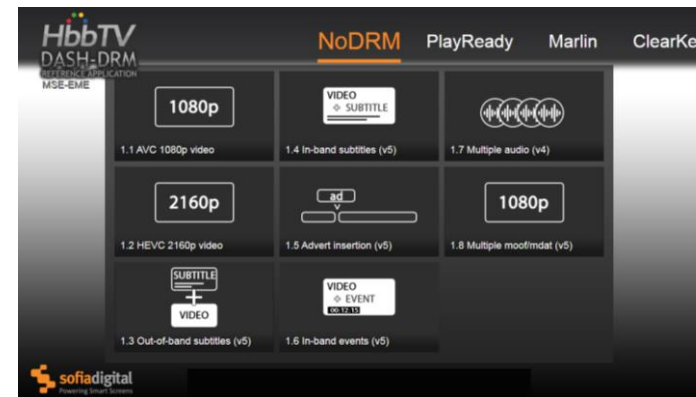 HbbTV
DASH-DRM
REFERENCE APPLICATION
MSE-EME
NoDRM PlayReady Marlin ClearKe
1080p
1.1 AVC 1080p video
VIDEO
SUBTITLE
1.4 In-band subtitles (v5)
1.7 Multiple audio (v4)
2160p
1.2 HEVC 2160p video
ad
1.5 Advert insertion (v5)
1080p
1.8 Multiple moof/mdat (v5)
SUBTITLE
+
VIDEO
1.3 Out-of-band subtitles (v5)
VIDEO
EVENT
00:12:15
1.6 In-band events (v5)
sofiadigital
Powering Smart Screens